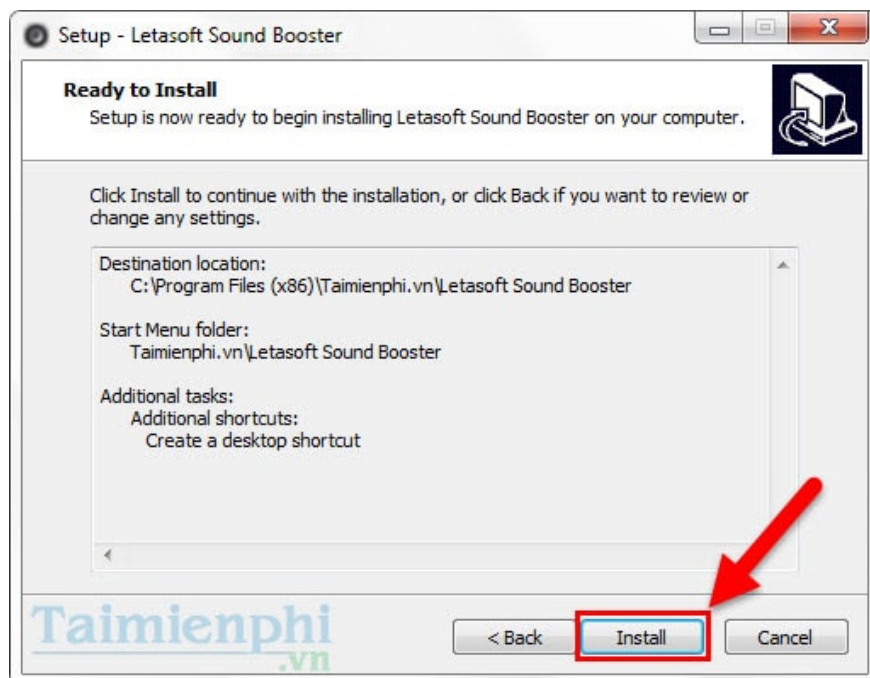 Setup - Letasoft Sound Booster
Ready to Install
Setup is now ready to begin installing Letasoft Sound Booster on your computer.
Click Install to continue with the installation, or click Back if you want to review or
change any settings.
Destination location:
C:\Program Files (x86)\Taimienphi.vn\Letasoft Sound Booster
Start Menu folder:
Taimienphi.vn\Letasoft Sound Booster
Additional tasks:
Additional shortcuts:
Create a desktop shortcut
Taimienphi
.vn
< Back Install Cancel